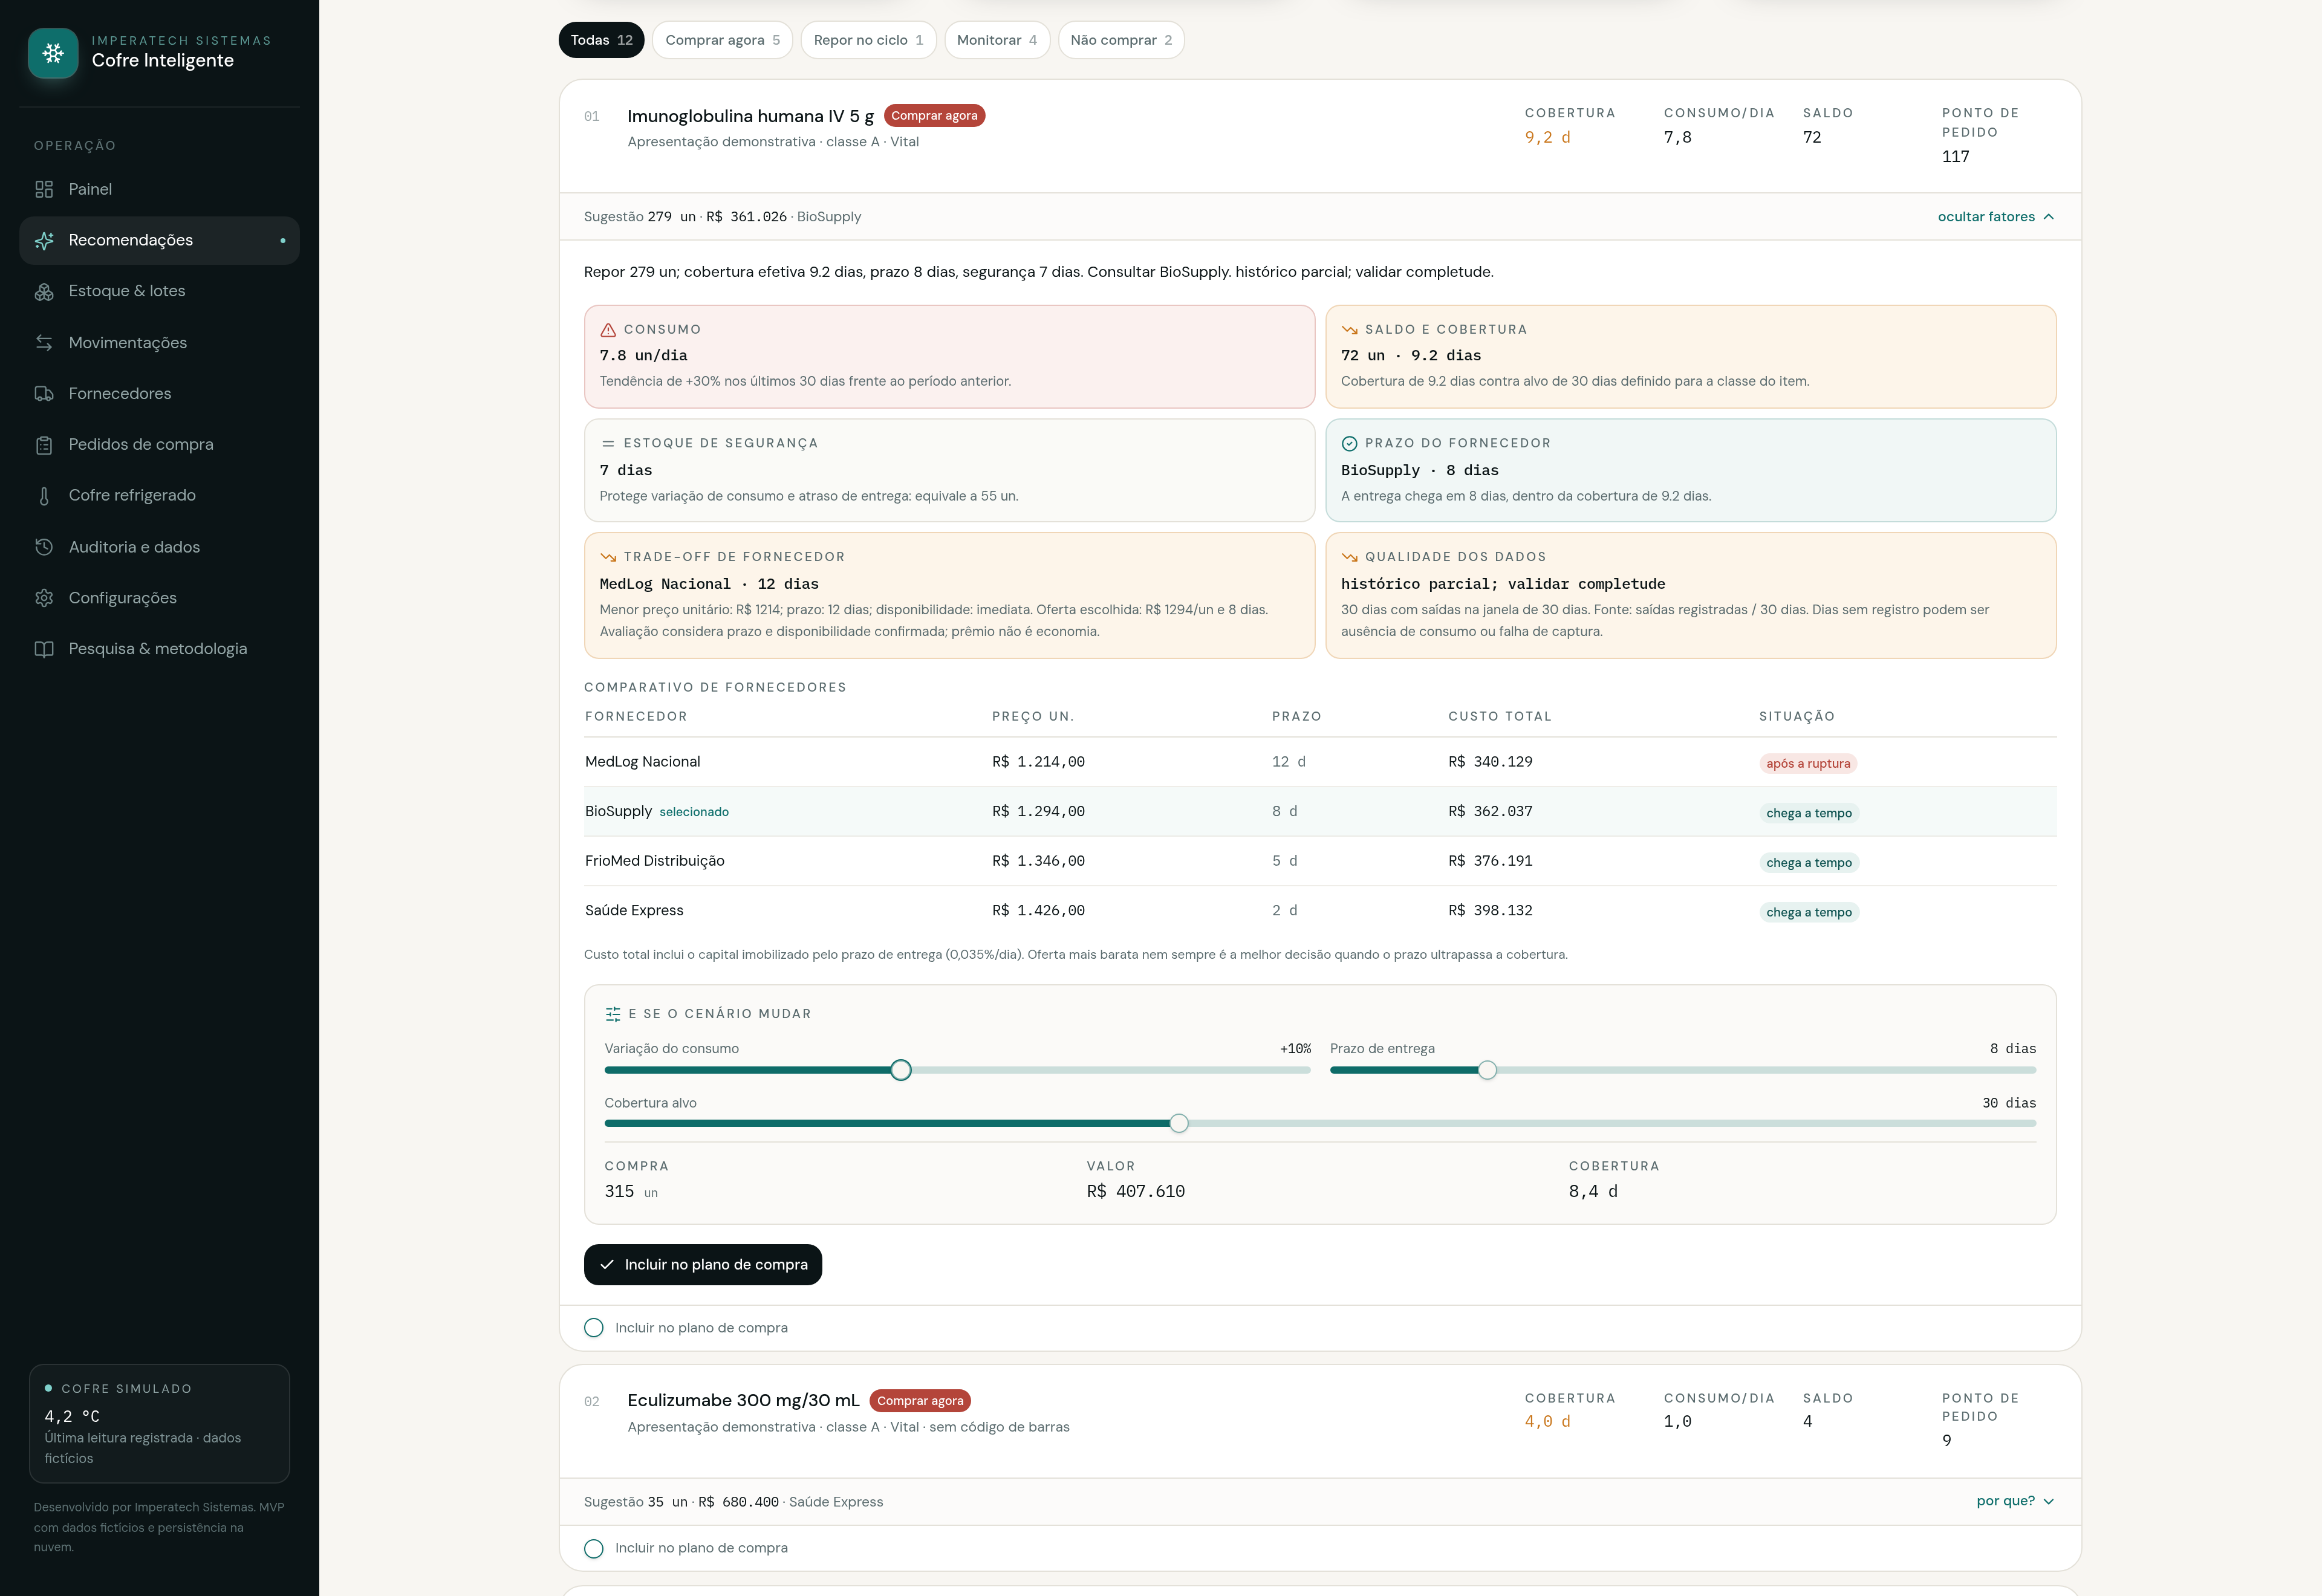 IMPERATECH SISTEMAS
Cofre Inteligente
OPERAÇÃO
Painel
Recomendações
Estoque & lotes
Movimentações
Fornecedores
Pedidos de compra
Cofre refrigerado
Auditoria e dados
Configurações
Pesquisa & metodologia
COFRE SIMULADO
4,2 °C
Última leitura registrada · dados
fictícios
Desenvolvido por Imperatech Sistemas. MVP
com dados fictícios e persistência na
nuvem.
Todas 12
Comprar agora 5
Repor no ciclo 1
Monitorar 4
Não comprar 2
01 Imunoglobulina humana IV 5 g Comprar agora
Apresentação demonstrativa · classe A · Vital
COBERTURA
9,2 d
CONSUMO/DIA
7,8
SALDO
72
PONTO DE
PEDIDO
117
Sugestão 279 un · R$ 361.026 · BioSupply
ocultar fatores
Repor 279 un; cobertura efetiva 9.2 dias, prazo 8 dias, segurança 7 dias. Consultar BioSupply. histórico parcial; validar completude.
CONSUMO
7.8 un/dia
Tendência de +30% nos últimos 30 dias frente ao período anterior.
SALDO E COBERTURA
72 un · 9.2 dias
Cobertura de 9.2 dias contra alvo de 30 dias definido para a classe do item.
ESTOQUE DE SEGURANÇA
7 dias
Protege variação de consumo e atraso de entrega: equivale a 55 un.
PRAZO DO FORNECEDOR
BioSupply · 8 dias
A entrega chega em 8 dias, dentro da cobertura de 9.2 dias.
TRADE-OFF DE FORNECEDOR
MedLog Nacional · 12 dias
Menor preço unitário: R$ 1214; prazo: 12 dias; disponibilidade: imediata. Oferta escolhida: R$ 1294/un e 8 dias.
Avaliação considera prazo e disponibilidade confirmada; prêmio não é economia.
QUALIDADE DOS DADOS
histórico parcial; validar completude
30 dias com saídas na janela de 30 dias. Fonte: saídas registradas / 30 dias. Dias sem registro podem ser
ausência de consumo ou falha de captura.
COMPARATIVO DE FORNECEDORES
FORNECEDOR PREÇO UN. PRAZO CUSTO TOTAL SITUAÇÃO
MedLog Nacional R$ 1.214,00 12 d R$ 340.129 após a ruptura
BioSupply selecionado R$ 1.294,00 8 d R$ 362.037 chega a tempo
FrioMed Distribuição R$ 1.346,00 5 d R$ 376.191 chega a tempo
Saúde Express R$ 1.426,00 2 d R$ 398.132 chega a tempo
Custo total inclui o capital imobilizado pelo prazo de entrega (0,035%/dia). Oferta mais barata nem sempre é a melhor decisão quando o prazo ultrapassa a cobertura.
E SE O CENÁRIO MUDAR
Variação do consumo +10%
Prazo de entrega 8 dias
Cobertura alvo 30 dias
COMPRA
315 un
VALOR
R$ 407.610
COBERTURA
8,4 d
Incluir no plano de compra
Incluir no plano de compra
02 Eculizumabe 300 mg/30 mL Comprar agora
Apresentação demonstrativa · classe A · Vital · sem código de barras
COBERTURA
4,0 d
CONSUMO/DIA
1,0
SALDO
4
PONTO DE
PEDIDO
9
Sugestão 35 un · R$ 680.400 · Saúde Express
por que?
Incluir no plano de compra